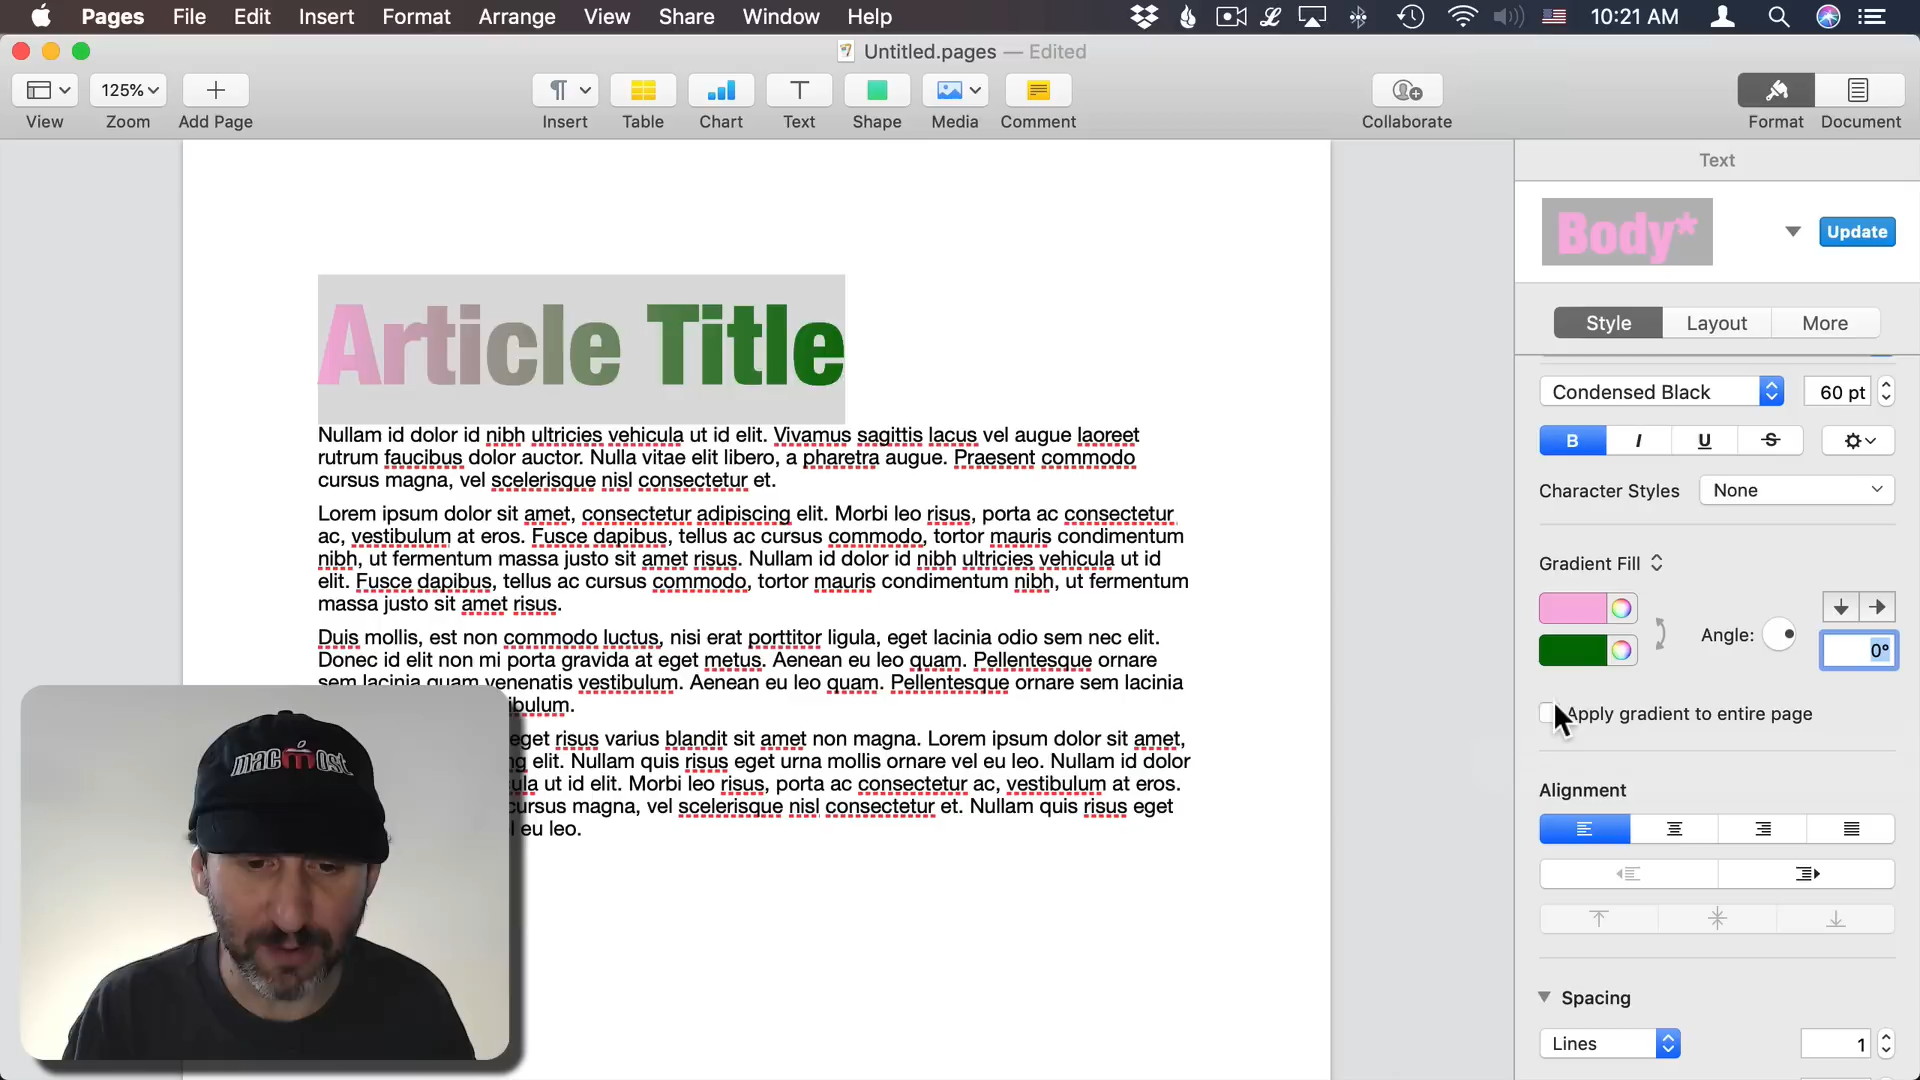 Pages File Edit Insert Format Arrange View Share Window Help 10:21 AM
Untitled.pages — Edited
125%
View Zoom Add Page Insert Table Chart Text Shape Media Comment Collaborate Format Document
Text
Body*
Update
Style Layout More
Condensed Black 60 pt
B I U S
Character Styles None
Gradient Fill
Angle:
0°
Apply gradient to entire page
Alignment
Spacing
Lines 1
Article Title
Nullam id dolor id nibh ultricies vehicula ut id elit. Vivamus sagittis lacus vel augue laoreet
rutrum faucibus dolor auctor. Nulla vitae elit libero, a pharetra augue. Praesent commodo
cursus magna, vel scelerisque nisl consectetur et.
Lorem ipsum dolor sit amet, consectetur adipiscing elit. Morbi leo risus, porta ac consectetur
ac, vestibulum at eros. Fusce dapibus, tellus ac cursus commodo, tortor mauris condimentum
nibh, ut fermentum massa justo sit amet risus. Nullam id dolor id nibh ultricies vehicula ut id
elit. Fusce dapibus, tellus ac cursus commodo, tortor mauris condimentum nibh, ut fermentum
massa justo sit amet risus.
Duis mollis, est non commodo luctus, nisi erat porttitor ligula, eget lacinia odio sem nec elit.
Donec id elit non mi porta gravida at eget metus. Aenean eu leo quam. Pellentesque ornare
sem lacinia quam venenatis vestibulum. Aenean eu leo quam. Pellentesque ornare sem lacinia
ibulum.
eget risus varius blandit sit amet non magna. Lorem ipsum dolor sit amet,
ng elit. Nullam quis risus eget urna mollis ornare vel eu leo. Nullam id dolor
ula ut id elit. Morbi leo risus, porta ac consectetur ac, vestibulum at eros.
cursus magna, vel scelerisque nisl consectetur et. Nullam quis risus eget
l eu leo.
macmost